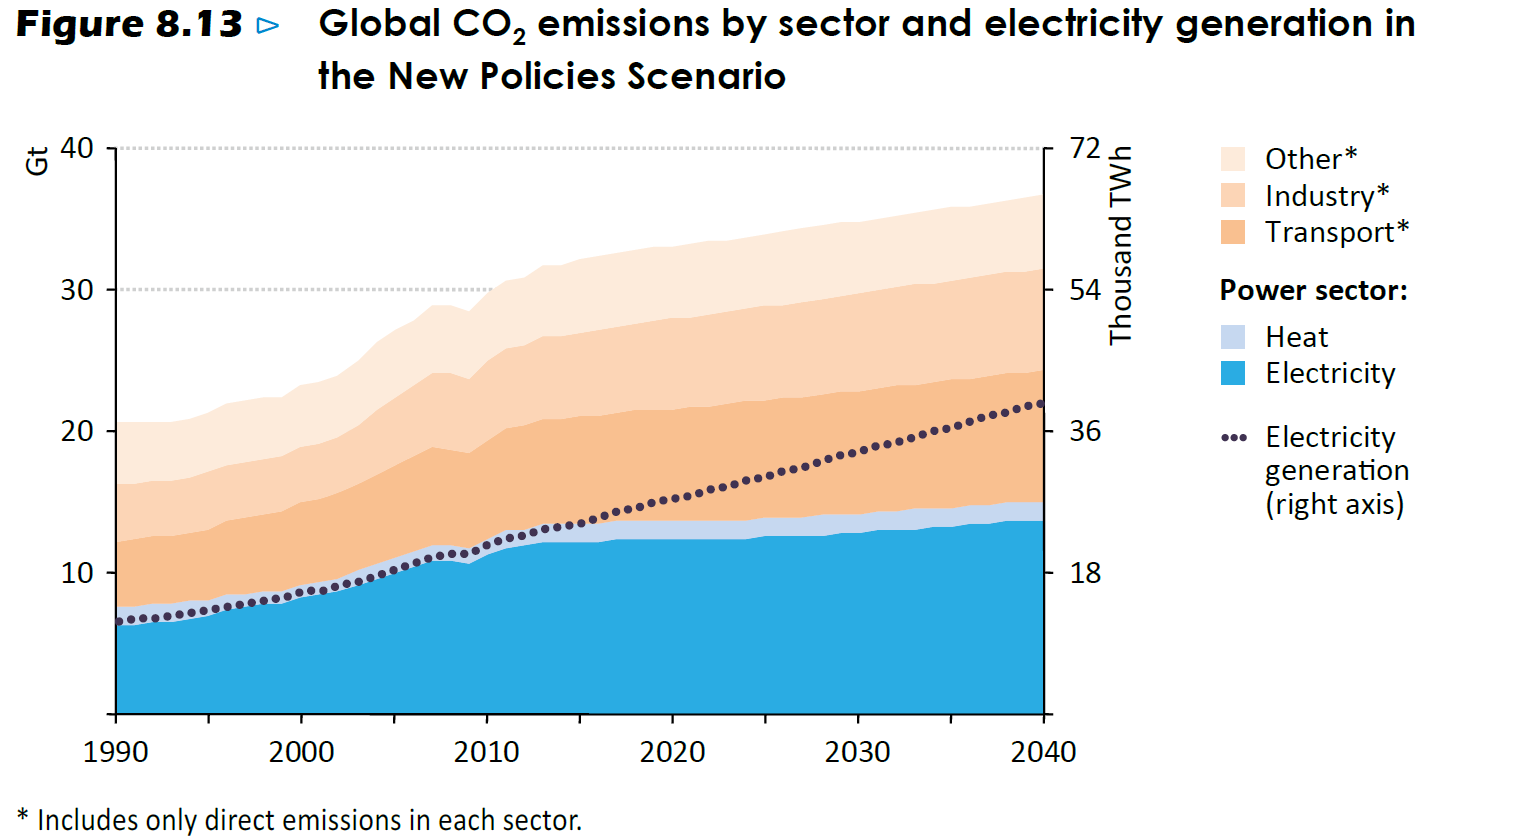 Figure 8.13 ▷ Global CO₂ emissions by sector and electricity generation in
the New Policies Scenario
Gt
40
30
20
10
72
54
36
18
Thousand TWh
1990 2000 2010 2020 2030 2040
Other*
Industry*
Transport*
Power sector:
Heat
Electricity
Electricity
generation
(right axis)
* Includes only direct emissions in each sector.